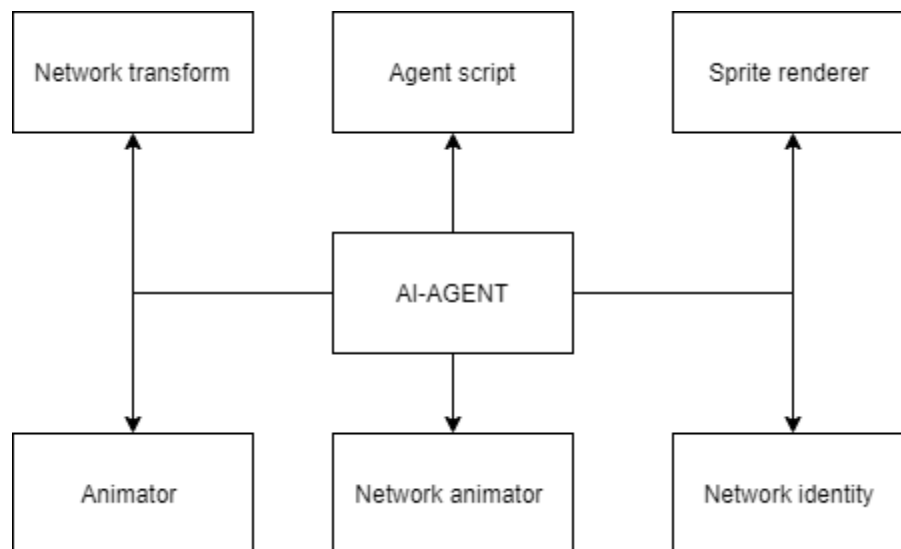 Network transform
Agent script
Sprite renderer
AI-AGENT
Animator
Network animator
Network identity